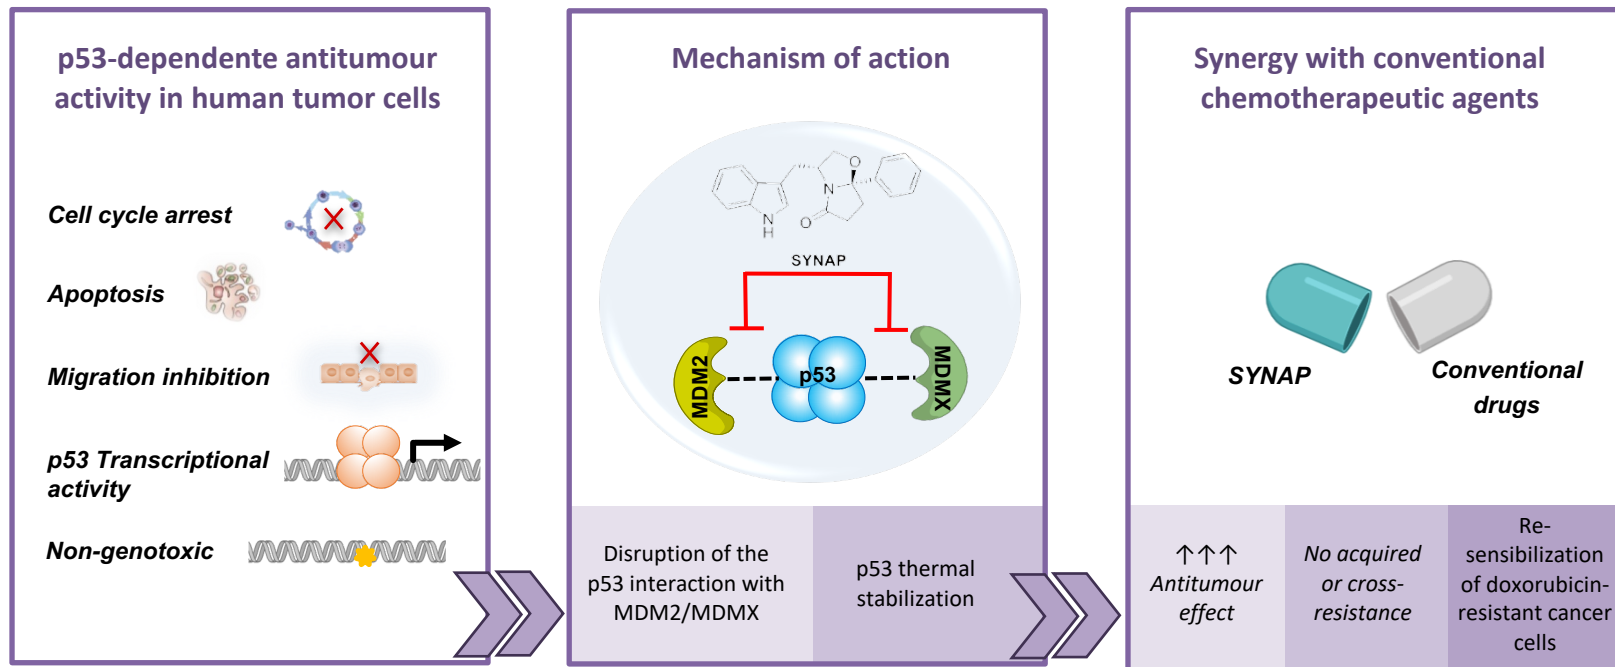 p53-dependente antitumour
activity in human tumor cells
Cell cycle arrest
Apoptosis
Migration inhibition
p53 Transcriptional
activity
Non-genotoxic
Mechanism of action
O
N
O
N
H
SYNAP
MDM2
p53
MDMX
Disruption of the
p53 interaction with
MDM2/MDMX
p53 thermal
stabilization
Synergy with conventional
chemotherapeutic agents
SYNAP
Conventional
drugs
↑↑↑
Antitumour
effect
No acquired
or cross-
resistance
Re-
sensibilization
of doxorubicin-
resistant cancer
cells